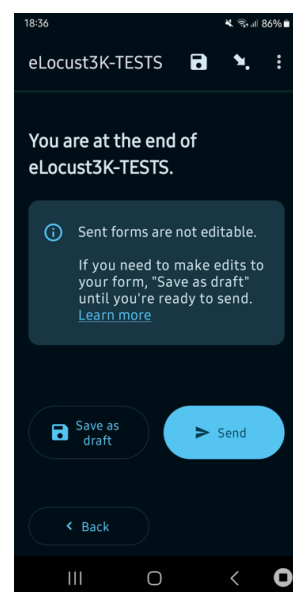 18:36 86%
eLocust3K-TESTS
You are at the end of
eLocust3K-TESTS.
Sent forms are not editable.
If you need to make edits to
your form, "Save as draft"
until you're ready to send.
Learn more
Save as
draft
Send
Back